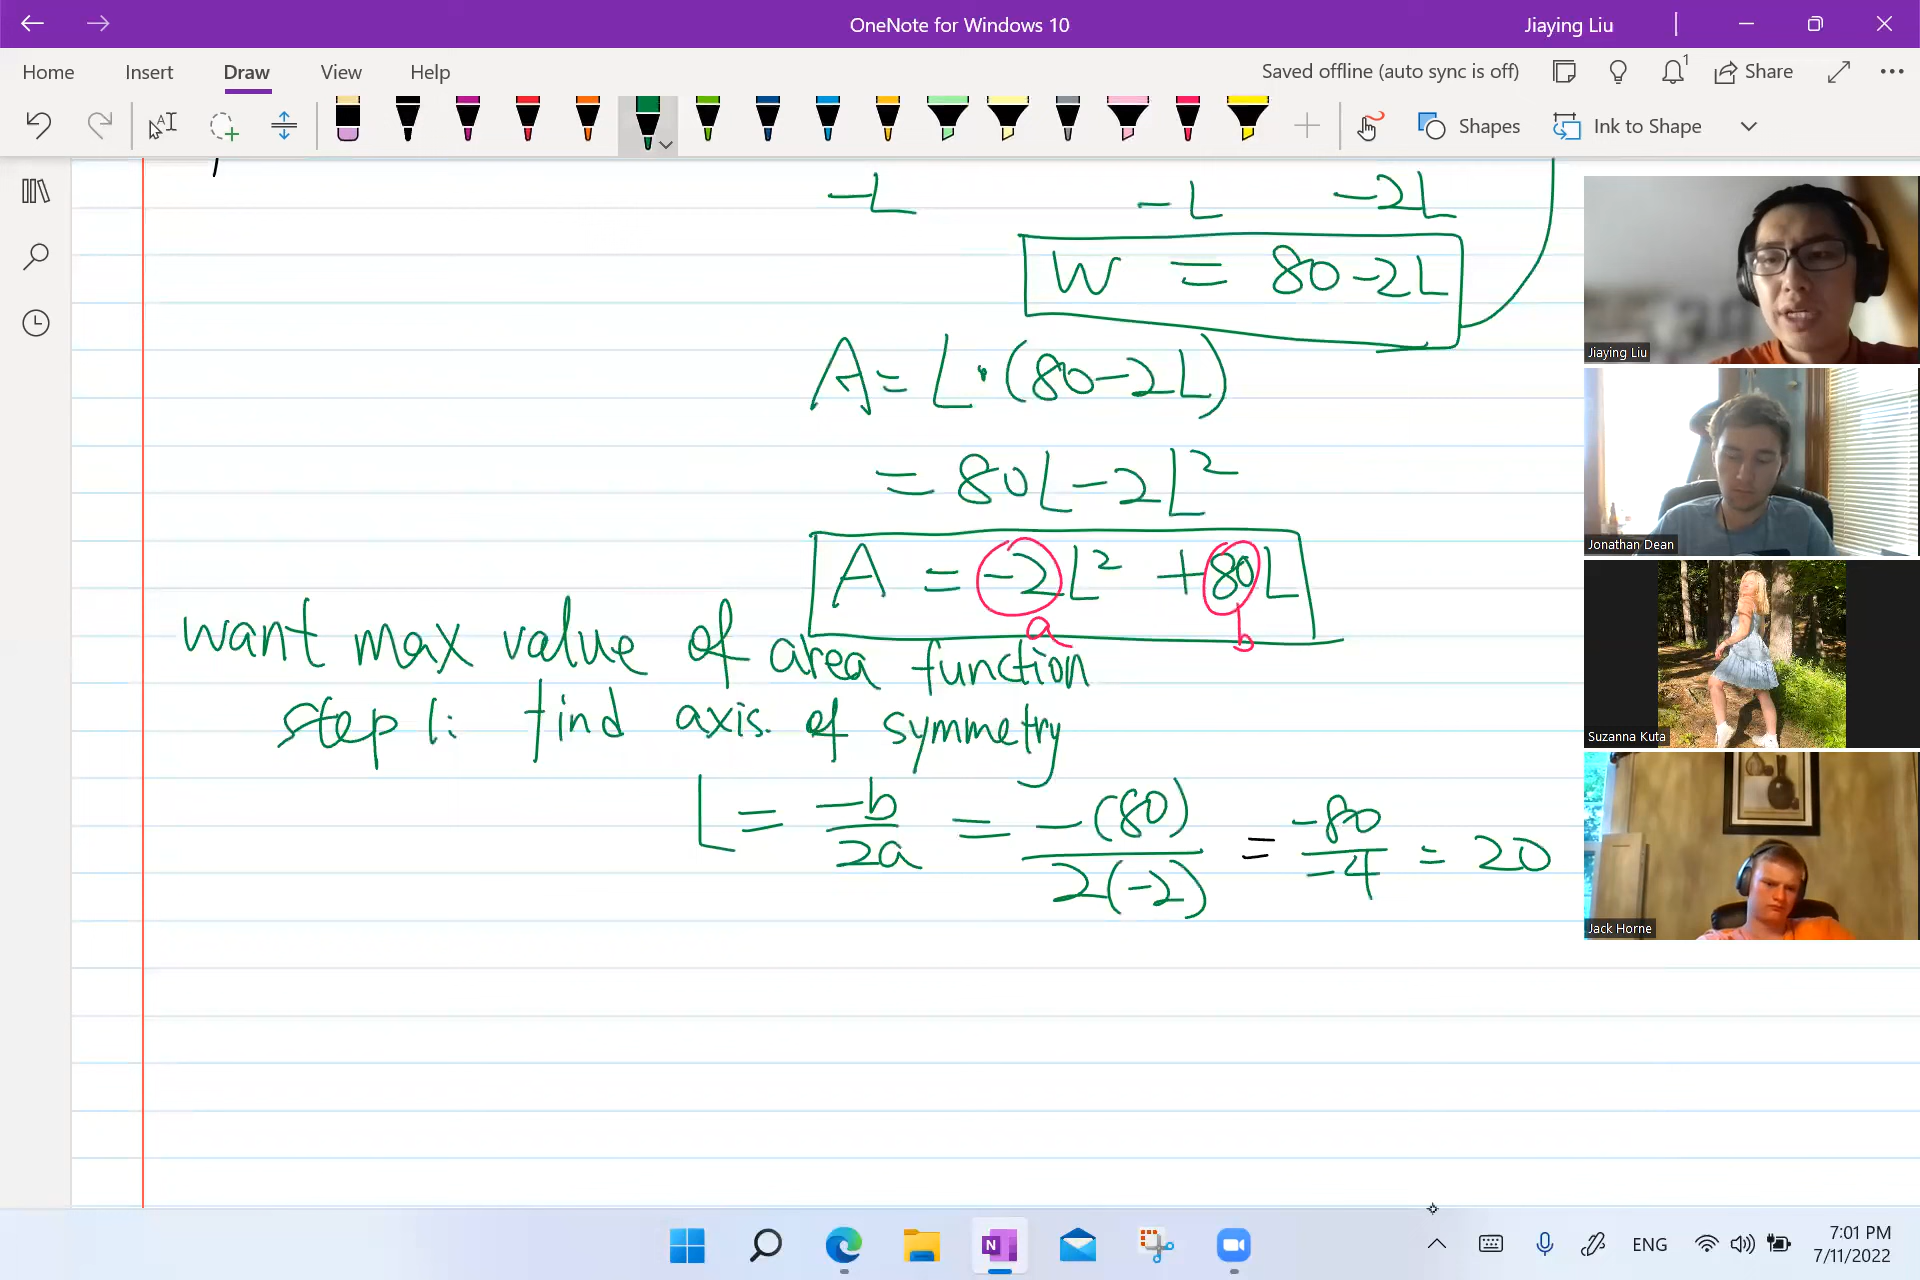 OneNote for Windows 10
Jiaying Liu
Home Insert Draw View Help
Saved offline (auto sync is off)
1
Share
Shapes
Ink to Shape
-L -L -2L
W = 80-2L
A = L·(80-2L)
= 80L-2L²
A = -2L² +80L
a b
want max value of area function
step 1: find axis. of symmetry
L = -b/2a = -(80)/2(-2) = -80/-4 = 20
Jiaying Liu
Jonathan Dean
Suzanna Kuta
Jack Horne
ENG
7:01 PM
7/11/2022